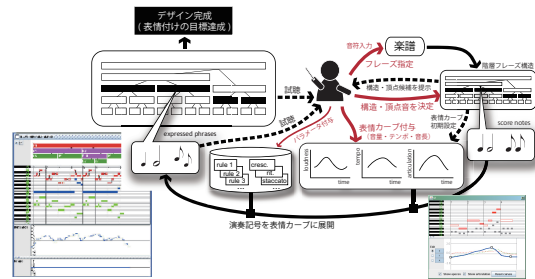 デザイン完成
(表情付けの目標達成)
音符入力
楽譜
フレーズ指定
階層フレーズ構造
試聴
構造・頂点候補を提示
構造・頂点音を決定
試聴
表情カーブ
初期設定
パラメータ付与
表情カーブ付与
(音量・テンポ・音長)
expressed phrases
score notes
rule 1
rule 2
rule 3
...
cresc.
rit.
staccato
...
loudness
time
tempo
time
articulation
time
演奏記号を表情カーブに展開